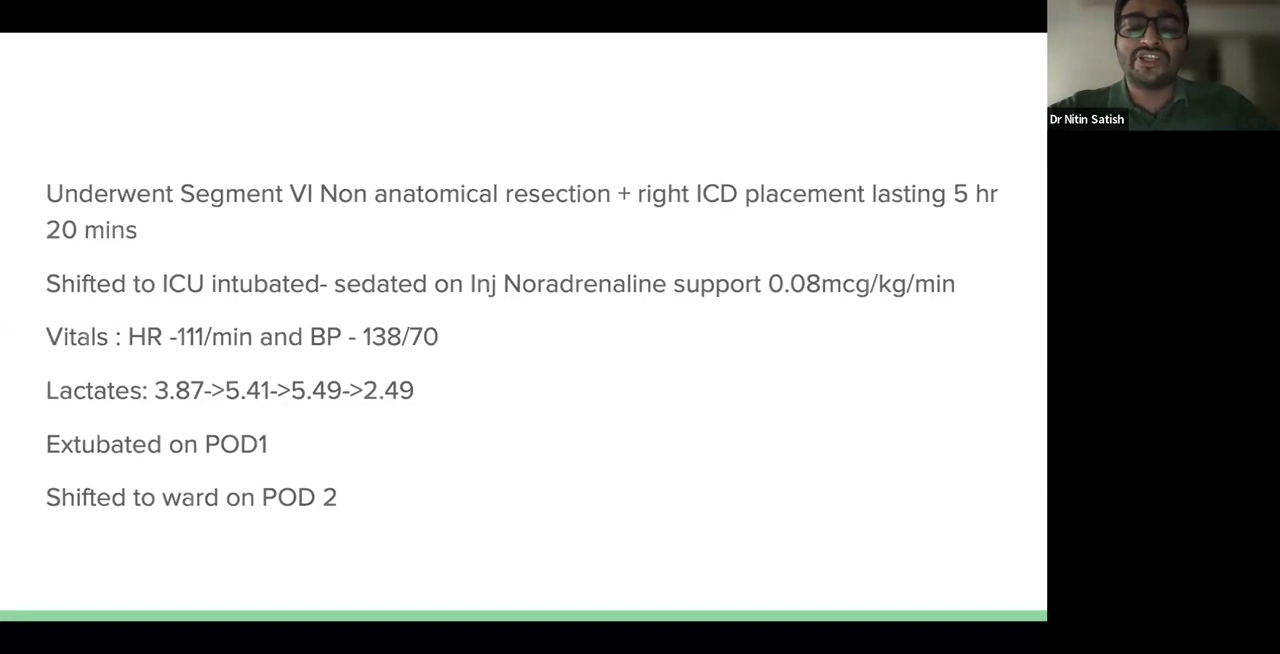 Underwent Segment VI Non anatomical resection + right ICD placement lasting 5 hr
20 mins
Shifted to ICU intubated- sedated on Inj Noradrenaline support 0.08mcg/kg/min
Vitals : HR -111/min and BP - 138/70
Lactates: 3.87->5.41->5.49->2.49
Extubated on POD1
Shifted to ward on POD 2
Dr Nitin Satish